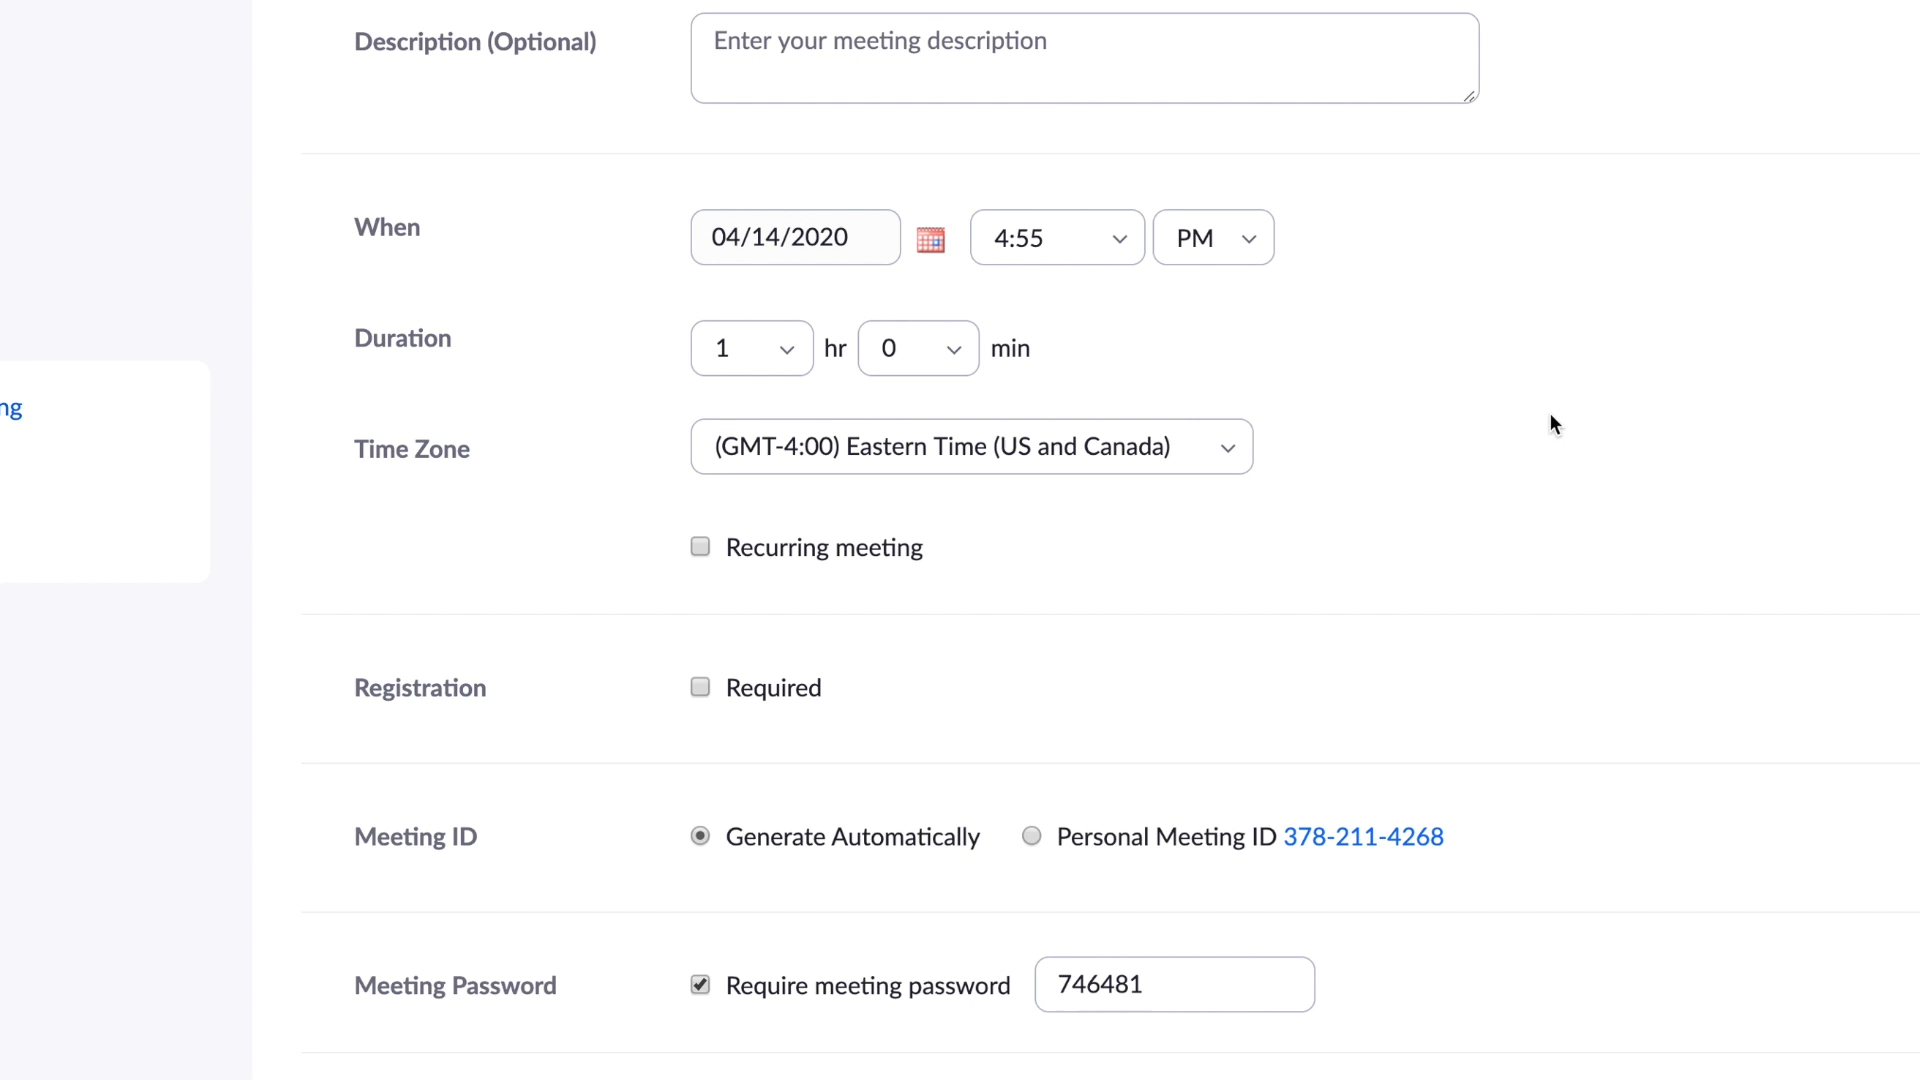 Description (Optional)
Enter your meeting description
When
04/14/2020
4:55
PM
Duration
1
hr
0
min
ng
Time Zone
(GMT-4:00) Eastern Time (US and Canada)
Recurring meeting
Registration
Required
Meeting ID
Generate Automatically
Personal Meeting ID 378-211-4268
Meeting Password
Require meeting password
746481